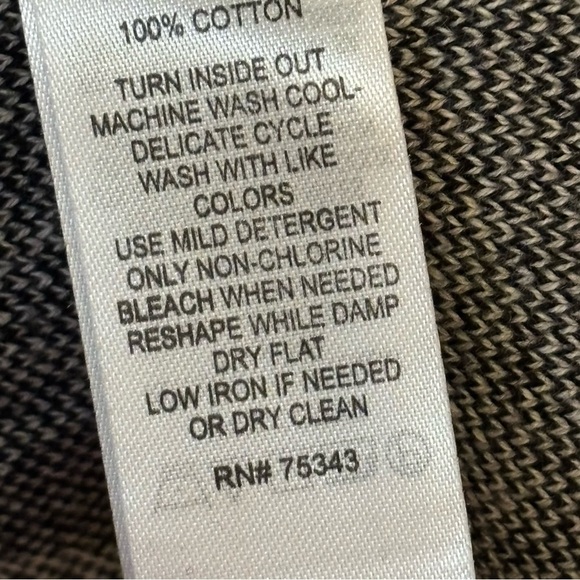 100% COTTON
TURN INSIDE OUT
MACHINE WASH COOL-
DELICATE CYCLE
WASH WITH LIKE
COLORS
USE MILD DETERGENT
ONLY NON-CHLORINE
BLEACH WHEN NEEDED
RESHAPE WHILE DAMP
DRY FLAT
LOW IRON IF NEEDED
OR DRY CLEAN
RN# 75343